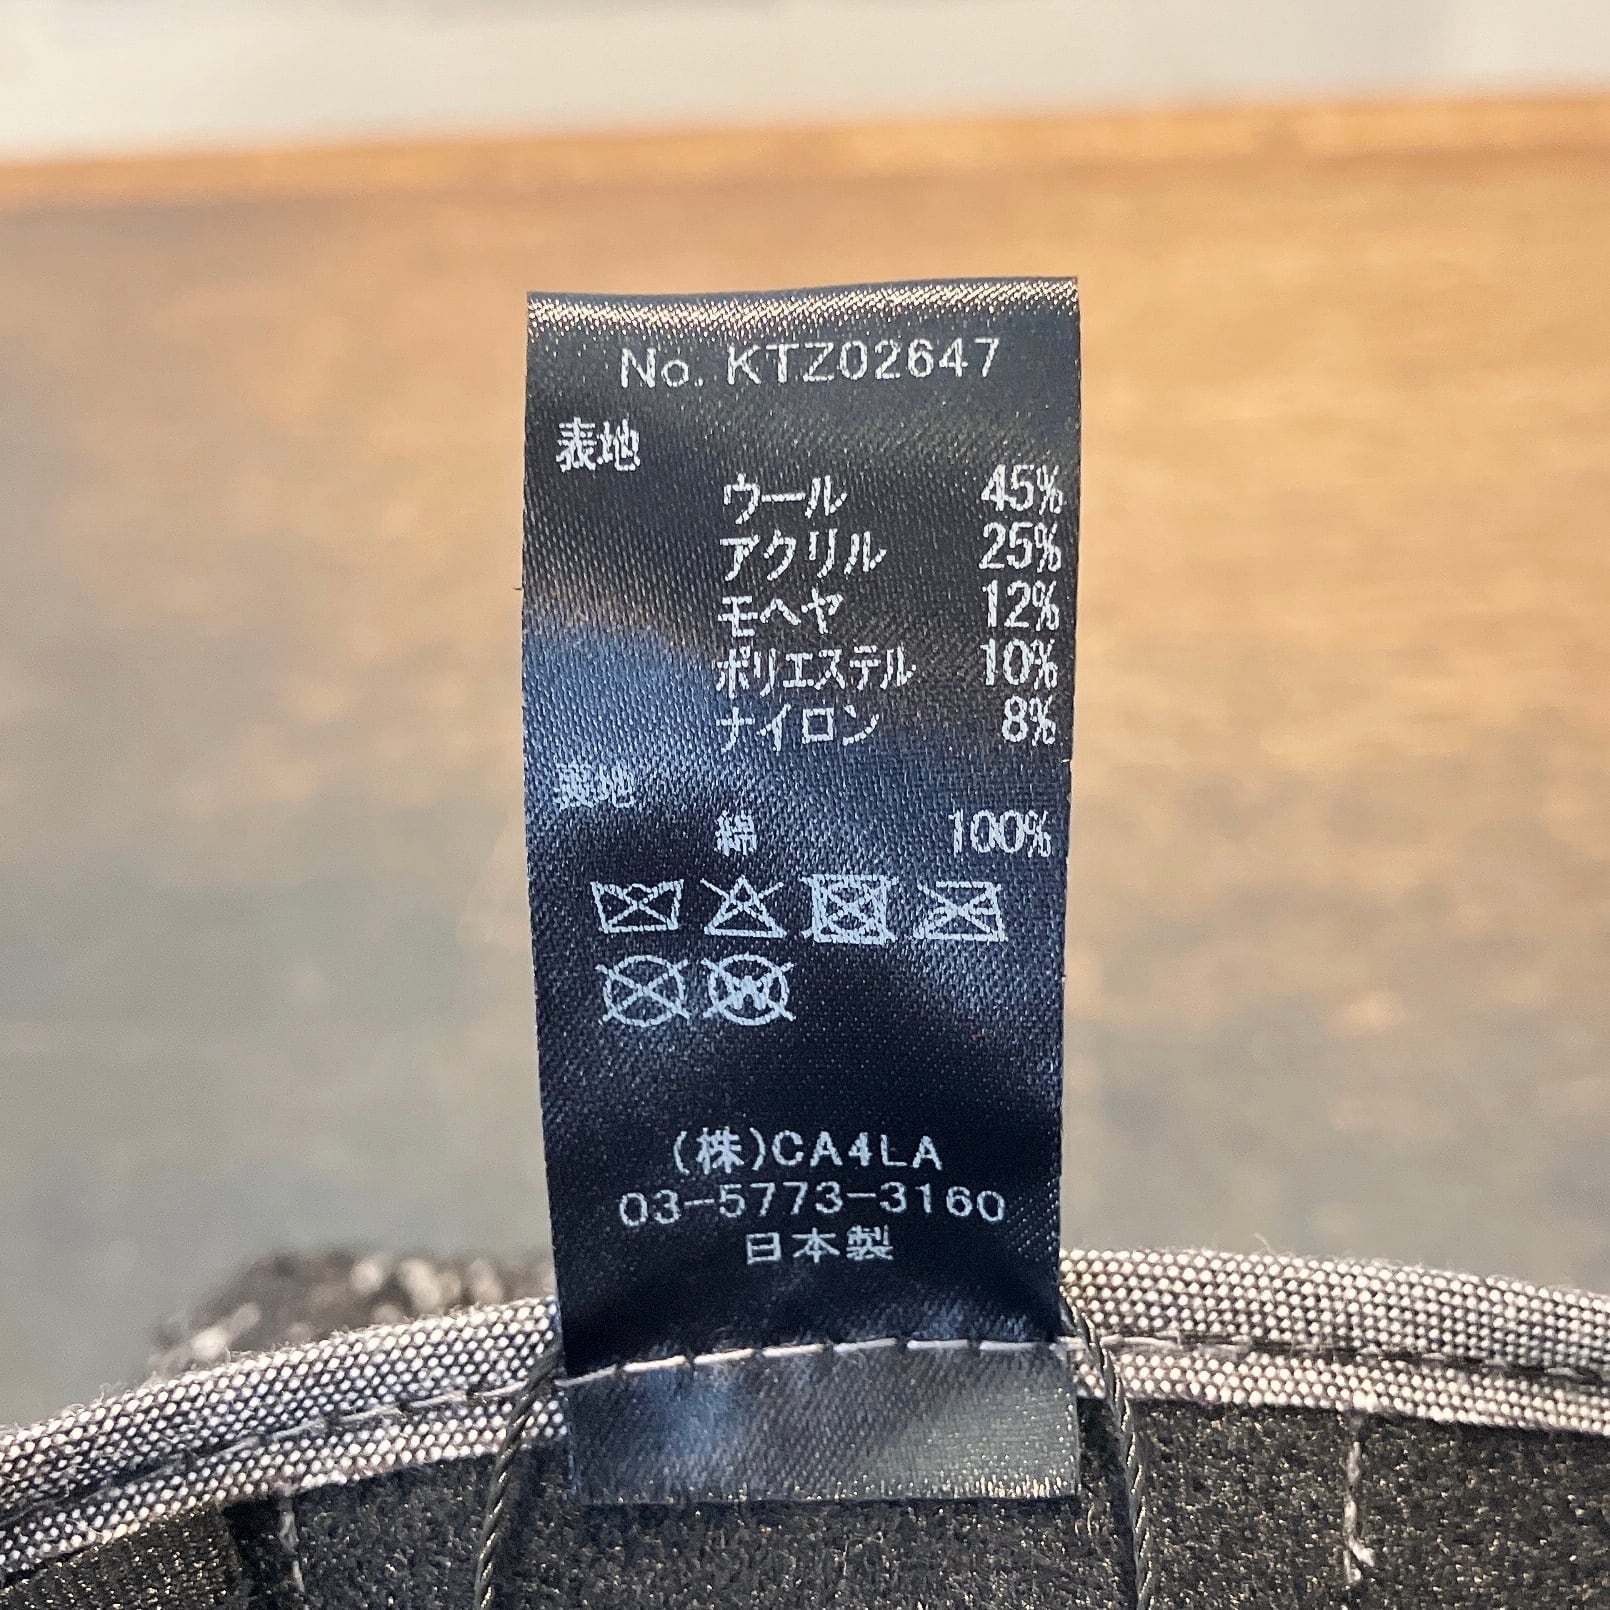 No. KTZ02647
表地
ウール 45%
アクリル 25%
モヘヤ 12%
ポリエステル 10%
ナイロン 8%
裏地
綿 100%
(株)CA4LA
03-5773-3160
日本製